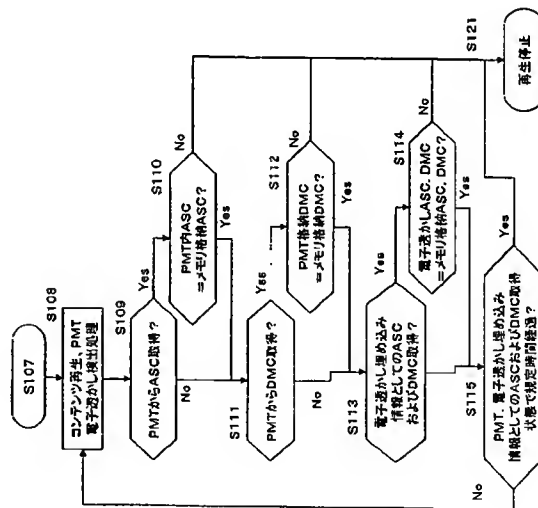 S107
S108
コンテンツ再生、PMT
電子透かし検出処理
S109
PMTからASC取得?
Yes
No
S110
PMT内ASC
=メモリ格納ASC?
No
Yes
S111
PMTからDMC取得?
Yes
No
S112
PMT格納DMC
=メモリ格納DMC?
No
Yes
S113
電子透かし埋め込み
情報としてのASC
およびDMC取得?
Yes
S114
電子透かしASC、DMC
=メモリ格納ASC、DMC?
No
Yes
S115
PMT、電子透かし埋め込み
情報としてのASCおよびDMC取得
状態で規定時間経過?
No
Yes
S121
再生停止